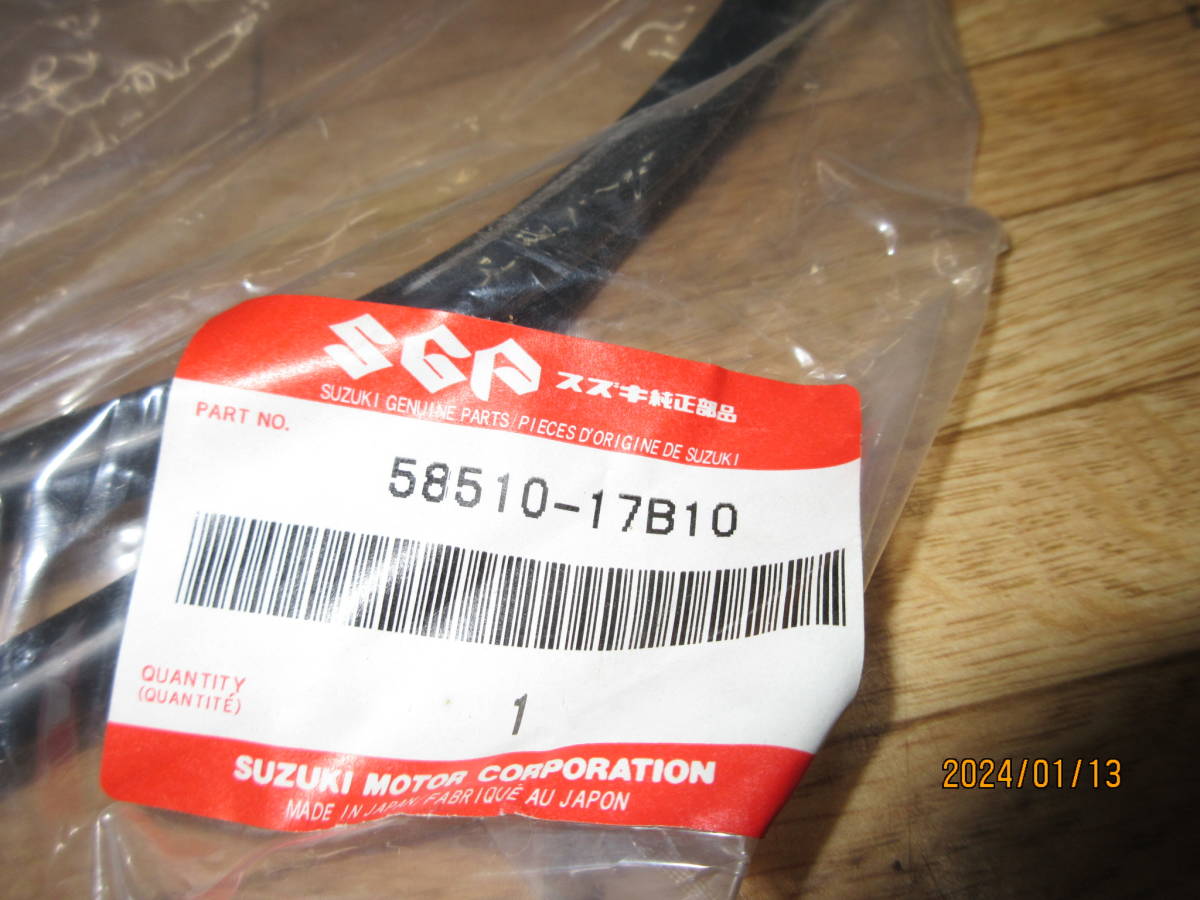 SGP スズキ純正部品
SUZUKI GENUINE PARTS/PIECES D'ORIGINE DE SUZUKI
PART NO.
58510-17B10
QUANTITY
(QUANTITÉ)
1
SUZUKI MOTOR CORPORATION
MADE IN JAPAN/FABRIQUÉ AU JAPON
2024/01/13